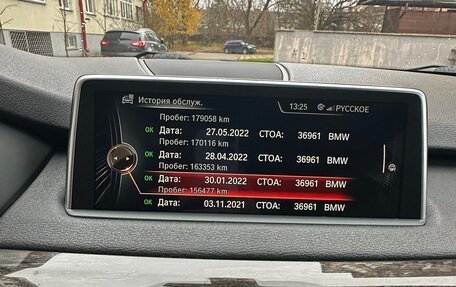 История обслуж. 13:25 РУССКОЕ
Пробег: 179058 km
OK Дата: 27.05.2022 СТОА: 36961 BMW
Пробег: 170116 km
OK Дата: 28.04.2022 СТОА: 36961 BMW
Пробег: 163353 km
OK Дата: 30.01.2022 СТОА: 36961 BMW
Пробег: 156477 km
OK Дата: 03.11.2021 СТОА: 36961 BMW